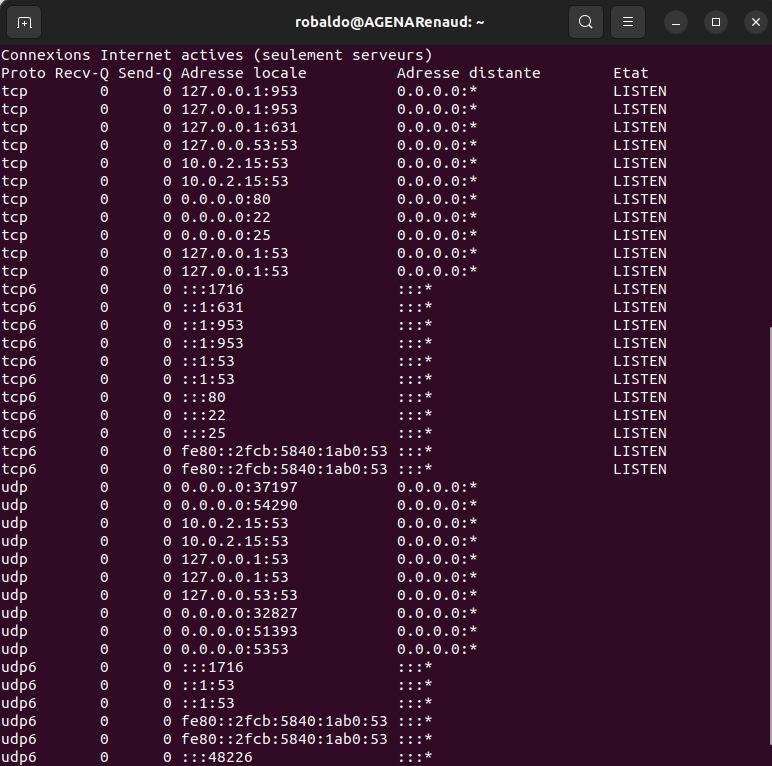 robaldo@AGENARenaud: ~
Connexions Internet actives (seulement serveurs)
Proto Recv-Q Send-Q Adresse locale          Adresse distante        Etat
tcp        0      0 127.0.0.1:953           0.0.0.0:*               LISTEN
tcp        0      0 127.0.0.1:953           0.0.0.0:*               LISTEN
tcp        0      0 127.0.0.1:631           0.0.0.0:*               LISTEN
tcp        0      0 127.0.0.53:53           0.0.0.0:*               LISTEN
tcp        0      0 10.0.2.15:53            0.0.0.0:*               LISTEN
tcp        0      0 10.0.2.15:53            0.0.0.0:*               LISTEN
tcp        0      0 0.0.0.0:80              0.0.0.0:*               LISTEN
tcp        0      0 0.0.0.0:22              0.0.0.0:*               LISTEN
tcp        0      0 0.0.0.0:25              0.0.0.0:*               LISTEN
tcp        0      0 127.0.0.1:53            0.0.0.0:*               LISTEN
tcp        0      0 127.0.0.1:53            0.0.0.0:*               LISTEN
tcp6       0      0 :::1716                 :::*                    LISTEN
tcp6       0      0 ::1:631                 :::*                    LISTEN
tcp6       0      0 ::1:953                 :::*                    LISTEN
tcp6       0      0 ::1:953                 :::*                    LISTEN
tcp6       0      0 ::1:53                  :::*                    LISTEN
tcp6       0      0 ::1:53                  :::*                    LISTEN
tcp6       0      0 :::80                   :::*                    LISTEN
tcp6       0      0 :::22                   :::*                    LISTEN
tcp6       0      0 :::25                   :::*                    LISTEN
tcp6       0      0 fe80::2fcb:5840:1ab0:53 :::*                    LISTEN
tcp6       0      0 fe80::2fcb:5840:1ab0:53 :::*                    LISTEN
udp        0      0 0.0.0.0:37197           0.0.0.0:*
udp        0      0 0.0.0.0:54290           0.0.0.0:*
udp        0      0 10.0.2.15:53            0.0.0.0:*
udp        0      0 10.0.2.15:53            0.0.0.0:*
udp        0      0 127.0.0.1:53            0.0.0.0:*
udp        0      0 127.0.0.1:53            0.0.0.0:*
udp        0      0 127.0.0.53:53           0.0.0.0:*
udp        0      0 0.0.0.0:32827           0.0.0.0:*
udp        0      0 0.0.0.0:51393           0.0.0.0:*
udp        0      0 0.0.0.0:5353            0.0.0.0:*
udp6       0      0 :::1716                 :::*
udp6       0      0 ::1:53                  :::*
udp6       0      0 ::1:53                  :::*
udp6       0      0 fe80::2fcb:5840:1ab0:53 :::*
udp6       0      0 fe80::2fcb:5840:1ab0:53 :::*
udp6       0      0 :::48226                :::*